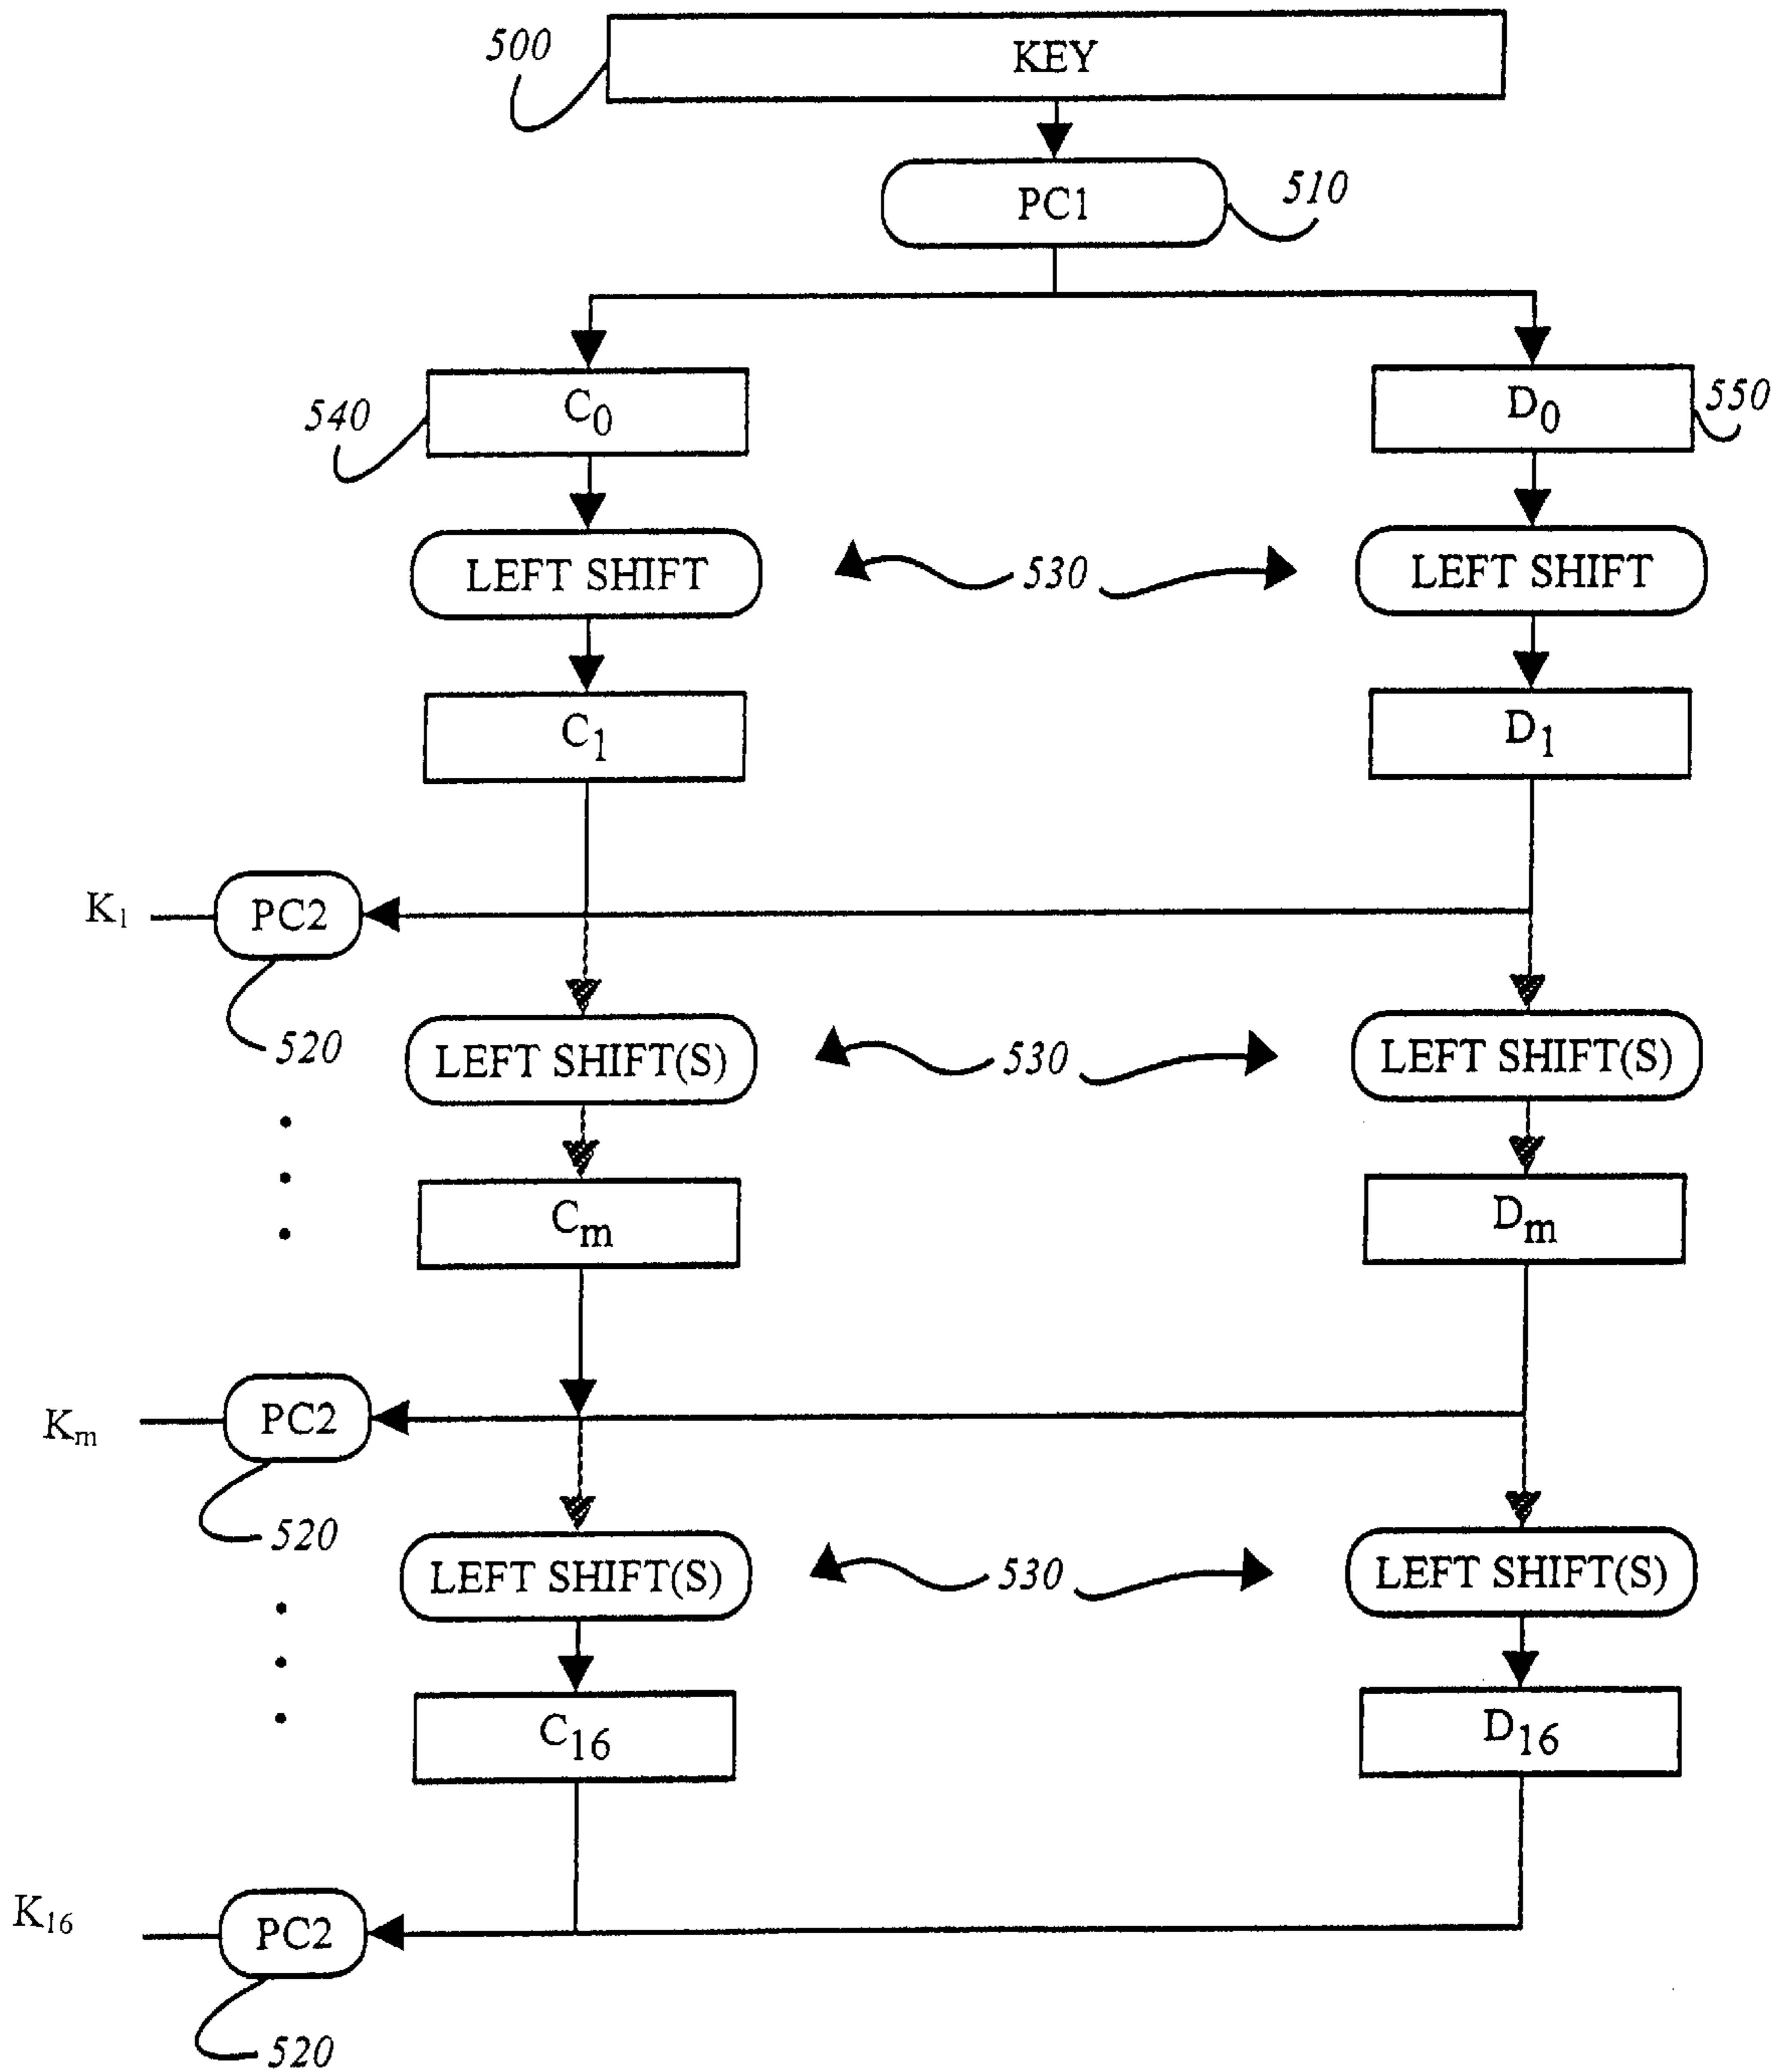 500
KEY
PC1
510
C0
540
D0
550
LEFT SHIFT
530
LEFT SHIFT
C1
D1
K1
PC2
520
LEFT SHIFT(S)
530
LEFT SHIFT(S)
Cm
Dm
Km
PC2
520
LEFT SHIFT(S)
530
LEFT SHIFT(S)
C16
D16
K16
PC2
520